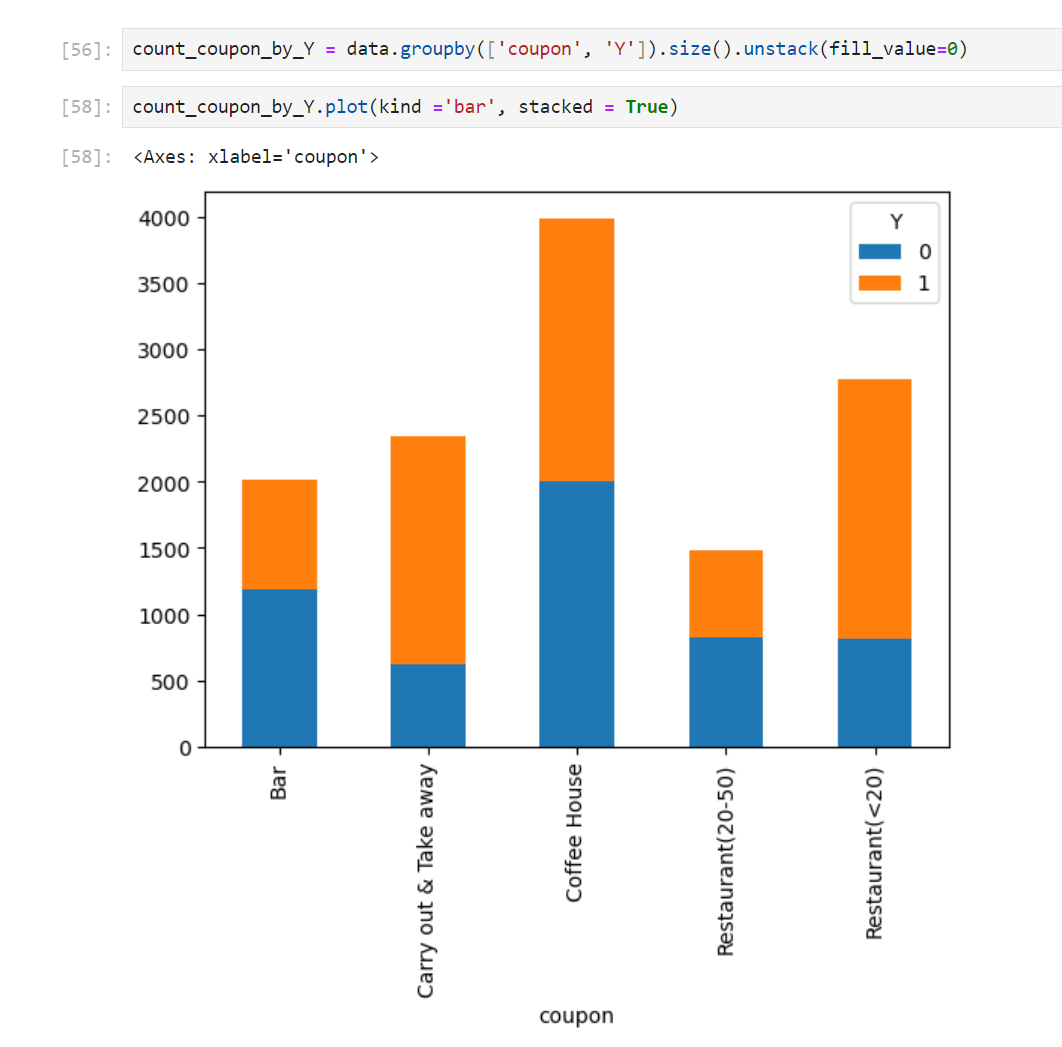 [56]: count_coupon_by_Y = data.groupby(['coupon', 'Y']).size().unstack(fill_value=0)
[58]: count_coupon_by_Y.plot(kind ='bar', stacked = True)
[58]: <Axes: xlabel='coupon'>
4000
3500
3000
2500
2000
1500
1000
500
0
Y
0
1
Bar
Carry out & Take away
Coffee House
Restaurant(20-50)
Restaurant(<20)
coupon